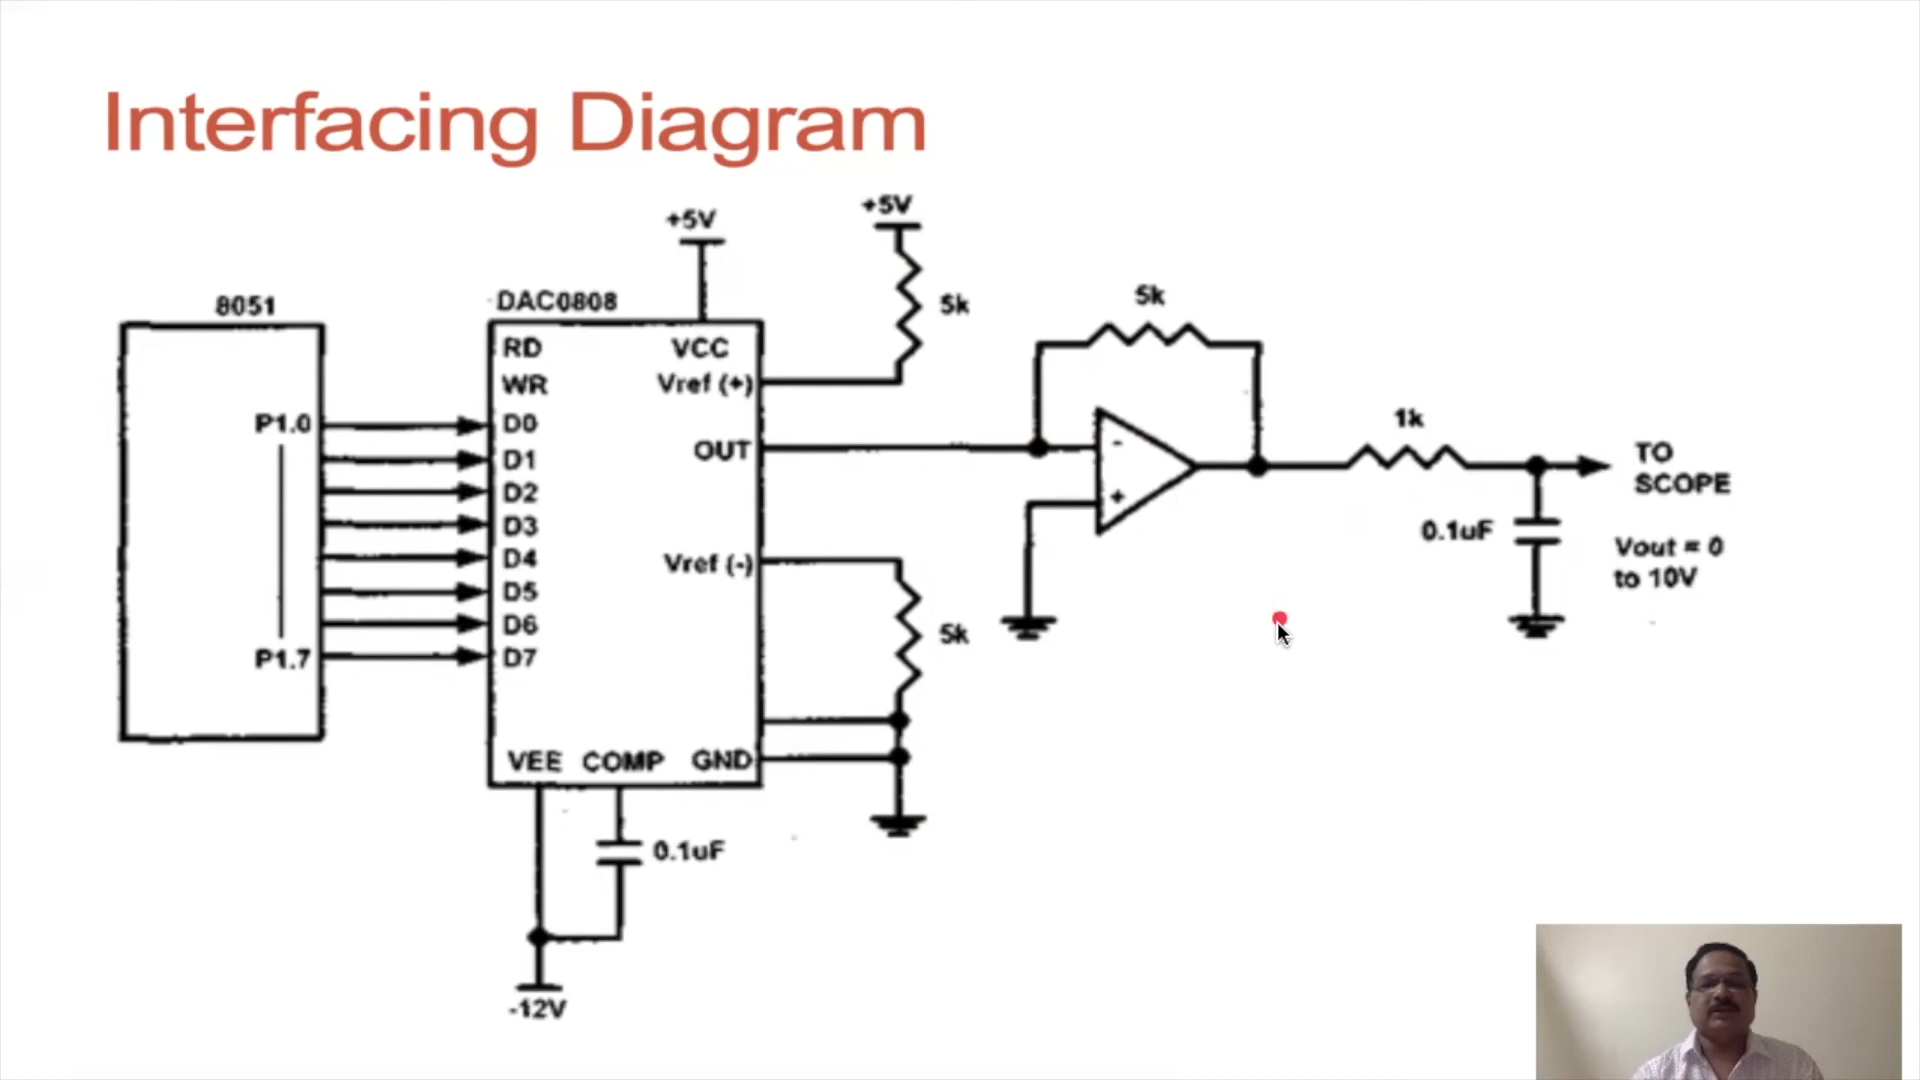 Interfacing Diagram
+5V
+5V
8051
DAC0808
5k
5k
RD
VCC
WR
Vref (+)
P1.0
D0
OUT
1k
D1
TO
SCOPE
D2
D3
0.1uF
Vout = 0
to 10V
D4
Vref (-)
D5
D6
5k
P1.7
D7
-
+
VEE
COMP
GND
0.1uF
-12V